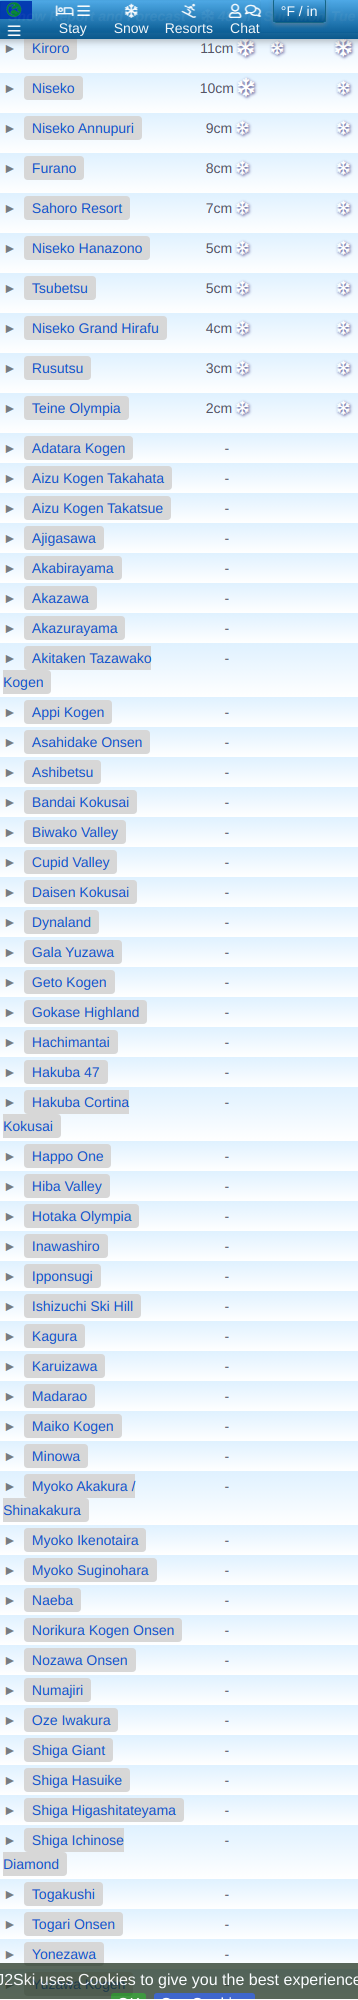 Stay Snow Resorts Chat °F / in
Kiroro 11cm
Niseko 10cm
Niseko Annupuri 9cm
Furano 8cm
Sahoro Resort 7cm
Niseko Hanazono 5cm
Tsubetsu 5cm
Niseko Grand Hirafu 4cm
Rusutsu 3cm
Teine Olympia 2cm
Adatara Kogen -
Aizu Kogen Takahata -
Aizu Kogen Takatsue -
Ajigasawa -
Akabirayama -
Akazawa -
Akazurayama -
Akitaken Tazawako -
Kogen
Appi Kogen -
Asahidake Onsen -
Ashibetsu -
Bandai Kokusai -
Biwako Valley -
Cupid Valley -
Daisen Kokusai -
Dynaland -
Gala Yuzawa -
Geto Kogen -
Gokase Highland -
Hachimantai -
Hakuba 47 -
Hakuba Cortina -
Kokusai
Happo One -
Hiba Valley -
Hotaka Olympia -
Inawashiro -
Ipponsugi -
Ishizuchi Ski Hill -
Kagura -
Karuizawa -
Madarao -
Maiko Kogen -
Minowa -
Myoko Akakura / -
Shinakakura
Myoko Ikenotaira -
Myoko Suginohara -
Naeba -
Norikura Kogen Onsen -
Nozawa Onsen -
Numajiri -
Oze Iwakura -
Shiga Giant -
Shiga Hasuike -
Shiga Higashitateyama -
Shiga Ichinose -
Diamond
Togakushi -
Togari Onsen -
Yonezawa -
J2Ski uses Cookies to give you the best experience